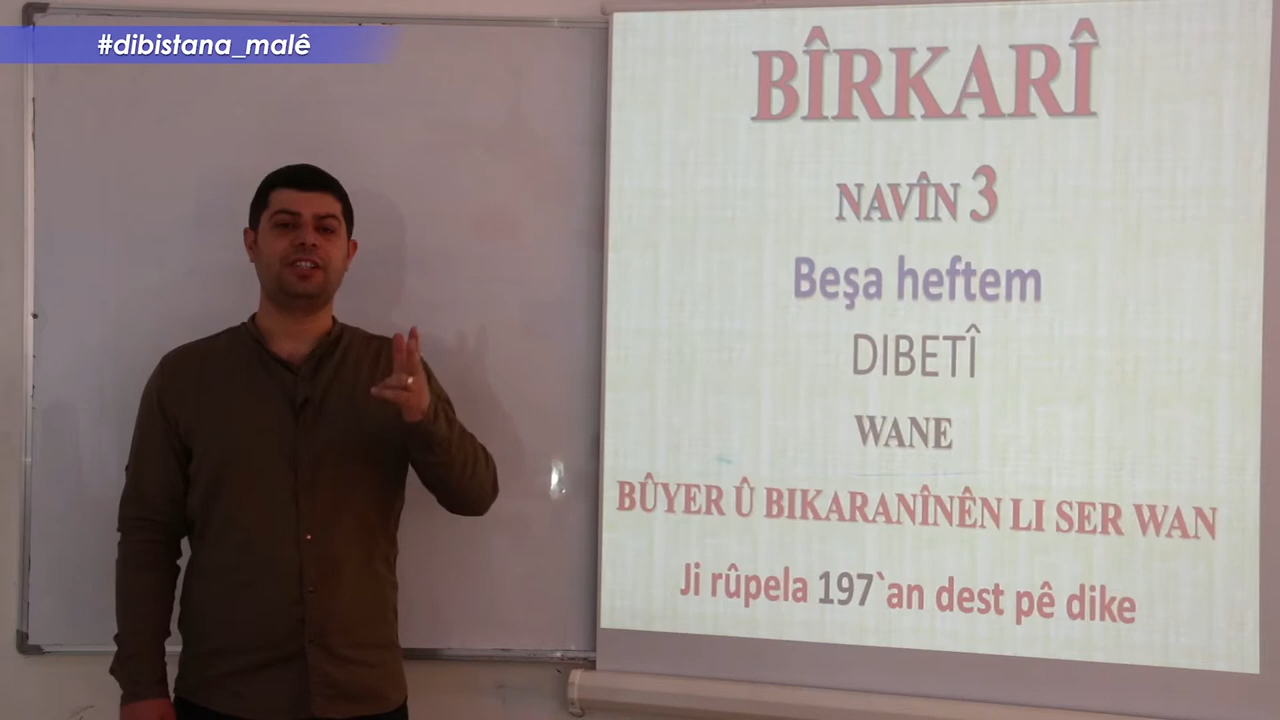 #dibistana_malê
BÎRKARÎ
NAVÎN 3
Beşa heftem
DIBETÎ
WANE
BÛYER Û BIKARANÎNÊN LI SER WAN
Ji rûpela 197`an dest pê dike